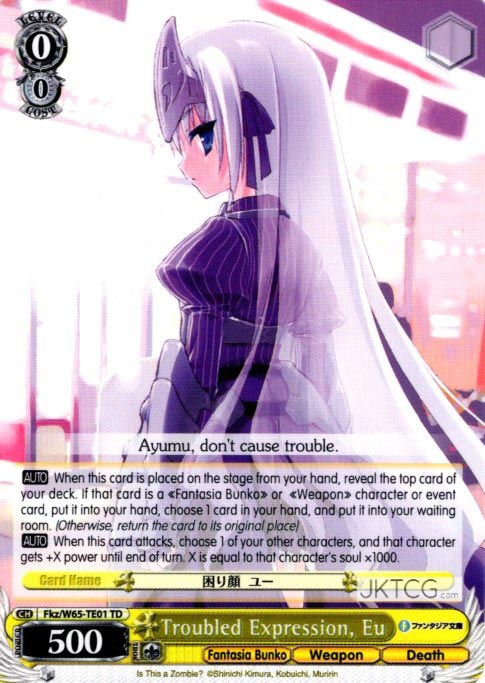 LEVEL
0
0
COST
Ayumu, don't cause trouble.
AUTO When this card is placed on the stage from your hand, reveal the top card of
your deck. If that card is a «Fantasia Bunko» or «Weapon» character or event
card, put it into your hand, choose 1 card in your hand, and put it into your waiting
room. (Otherwise, return the card to its original place)
AUTO When this card attacks, choose 1 of your other characters, and that character
gets +X power until end of turn. X is equal to that character's soul ×1000.
Card Name 困り顔 ユー
JKTCG.com
CH Fkz/W65-TE01 TD Troubled Expression, Eu ファンタジア文庫
POWER 500 SOUL Fantasia Bunko Weapon Death
Is This a Zombie? ©Shinichi Kimura, Kobuichi, Muririn